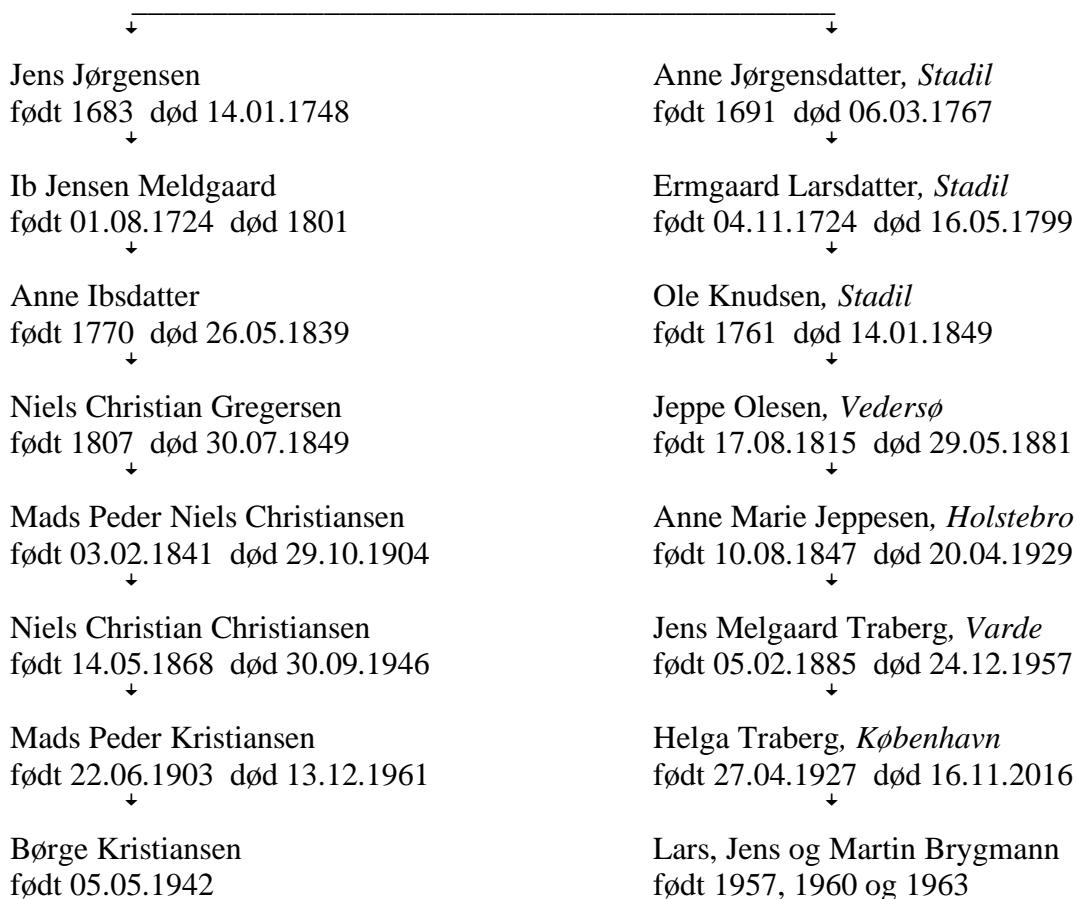 Jens Jørgensen
født 1683 død 14.01.1748
Ib Jensen Meldgaard
født 01.08.1724 død 1801
Anne Ibsdatter
født 1770 død 26.05.1839
Niels Christian Gregersen
født 1807 død 30.07.1849
Mads Peder Niels Christiansen
født 03.02.1841 død 29.10.1904
Niels Christian Christiansen
født 14.05.1868 død 30.09.1946
Mads Peder Kristiansen
født 22.06.1903 død 13.12.1961
Børge Kristiansen
født 05.05.1942
Anne Jørgensdatter, Stadil
født 1691 død 06.03.1767
Ermgaard Larsdatter, Stadil
født 04.11.1724 død 16.05.1799
Ole Knudsen, Stadil
født 1761 død 14.01.1849
Jeppe Olesen, Vedersø
født 17.08.1815 død 29.05.1881
Anne Marie Jeppesen, Holstebro
født 10.08.1847 død 20.04.1929
Jens Melgaard Traberg, Varde
født 05.02.1885 død 24.12.1957
Helga Traberg, København
født 27.04.1927 død 16.11.2016
Lars, Jens og Martin Brygmann
født 1957, 1960 og 1963